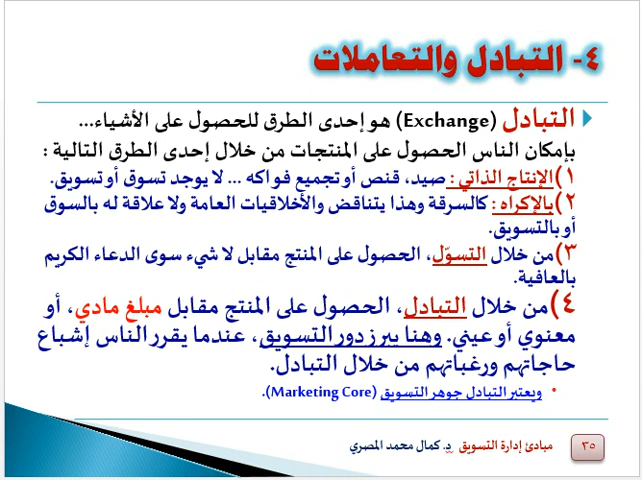 ٤- التبادل والتعاملات
التبادل (Exchange) هو إحدى الطرق للحصول على الأشياء...
بإمكان الناس الحصول على المنتجات من خلال إحدى الطرق التالية :
١) الإنتاج الذاتي : صيد، قنص أو تجميع فواكه ... لا يوجد تسوق أو تسويق.
٢) بالإكراه : كالسرقة وهذا يتناقض والأخلاقيات العامة ولا علاقة له بالسوق
أو بالتسويق.
٣) من خلال التسوّل، الحصول على المنتج مقابل لا شيء سوى الدعاء الكريم
بالعافية.
٤) من خلال التبادل، الحصول على المنتج مقابل مبلغ مادي، أو
معنوي أو عيني. وهنا يبرز دور التسويق، عندما يقرر الناس إشباع
حاجاتهم ورغباتهم من خلال التبادل.
• ويعتبر التبادل جوهر التسويق (Marketing Core).
٣٥ مبادئ إدارة التسويق د. كمال محمد المصري